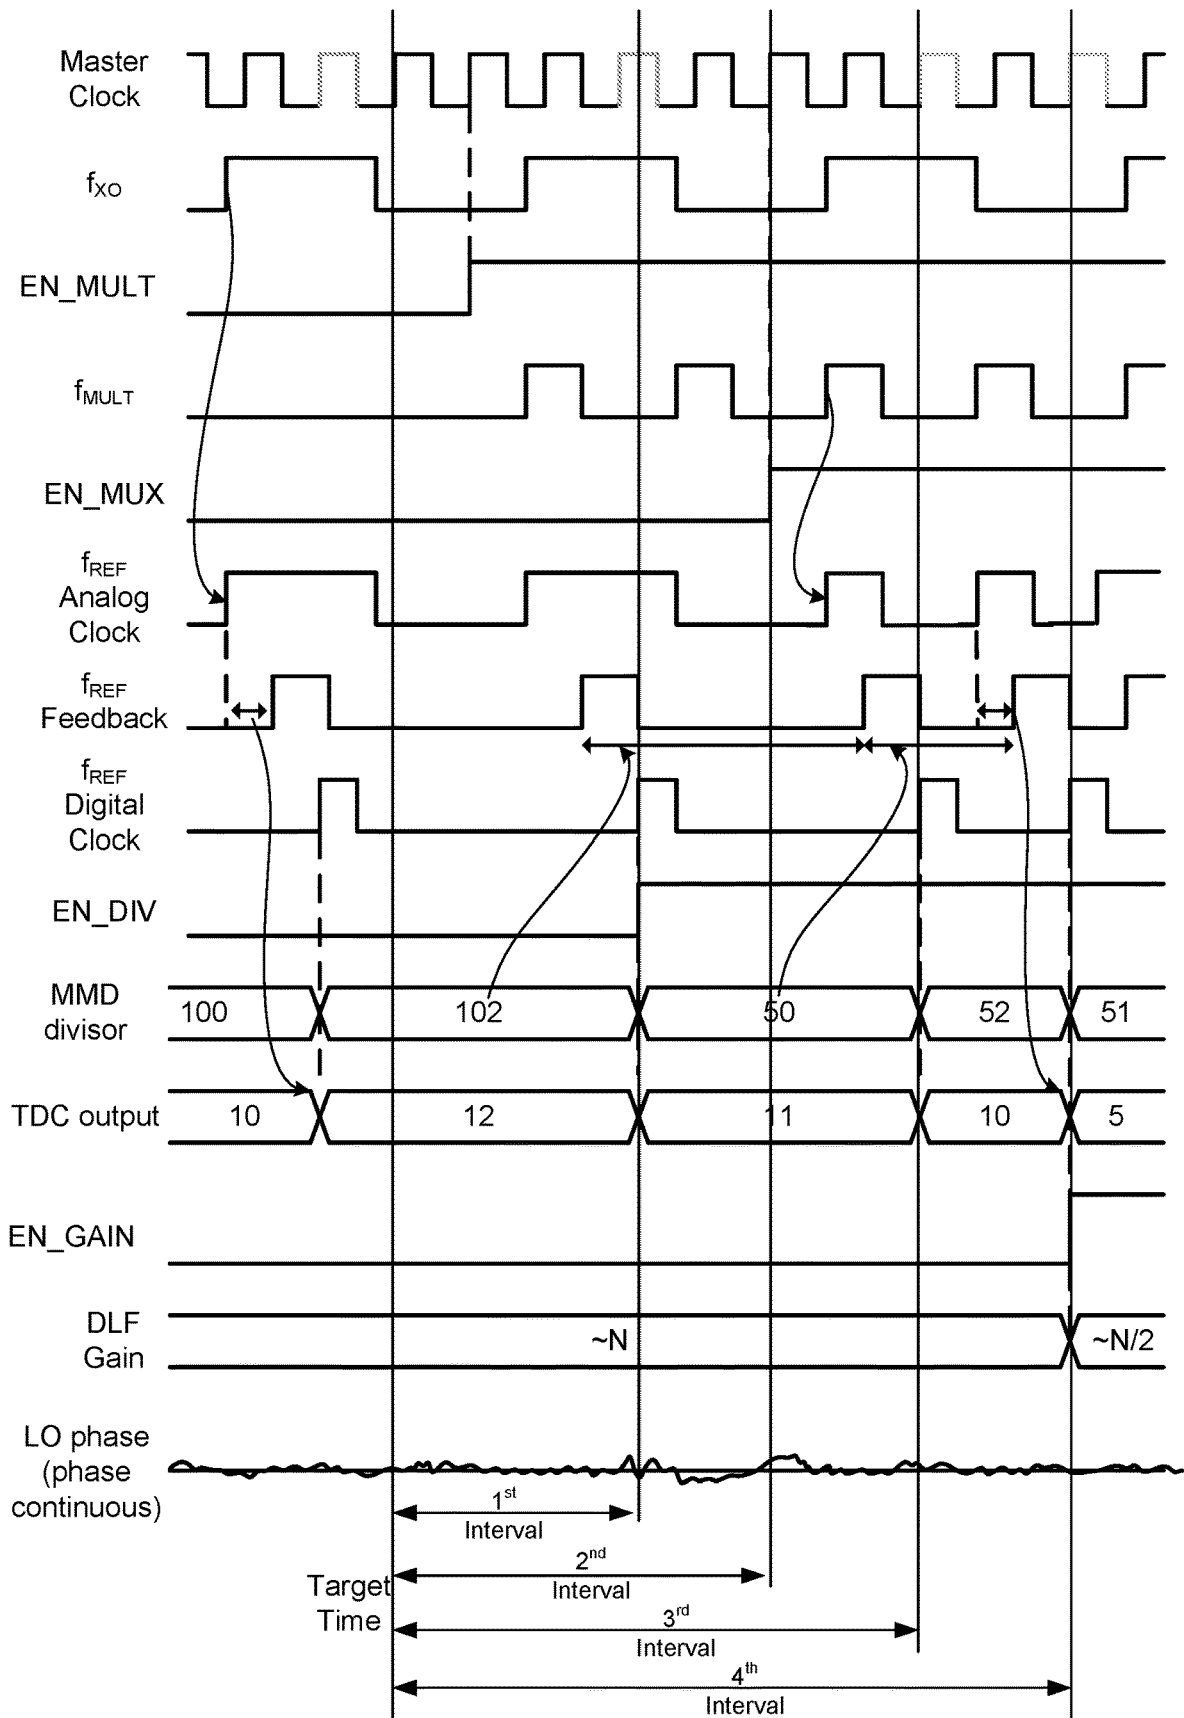 Master
Clock
fXO
EN_MULT
fMULT
EN_MUX
fREF
Analog
Clock
fREF
Feedback
fREF
Digital
Clock
EN_DIV
MMD
divisor
100
102
50
52
51
TDC output
10
12
11
10
5
EN_GAIN
DLF
Gain
~N
~N/2
LO phase
(phase
continuous)
1st
Interval
2nd
Interval
Target
Time
3rd
Interval
4th
Interval